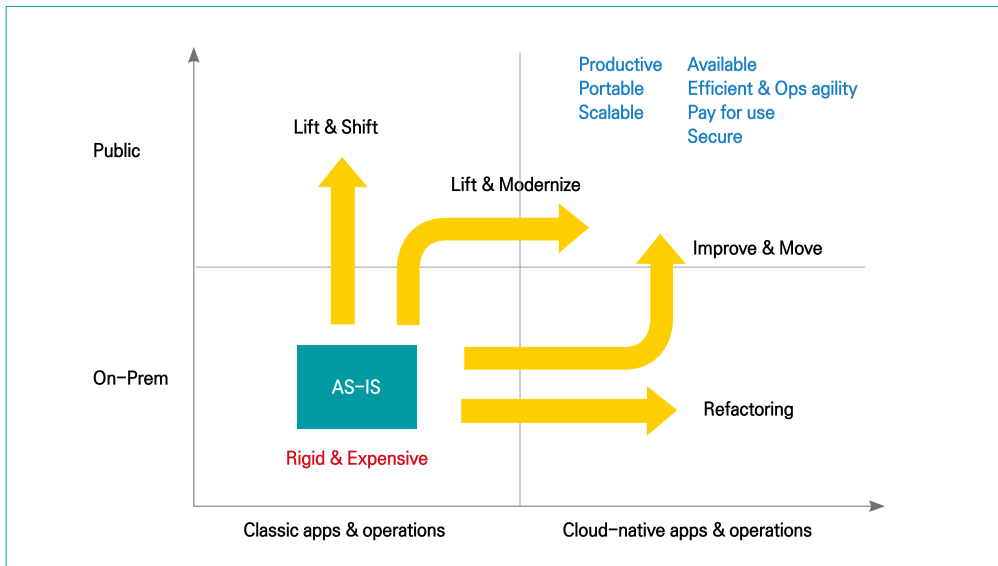 Productive
Portable
Scalable
Available
Efficient & Ops agility
Pay for use
Secure
Public
Lift & Shift
Lift & Modernize
Improve & Move
On-Prem
AS-IS
Rigid & Expensive
Refactoring
Classic apps & operations
Cloud-native apps & operations